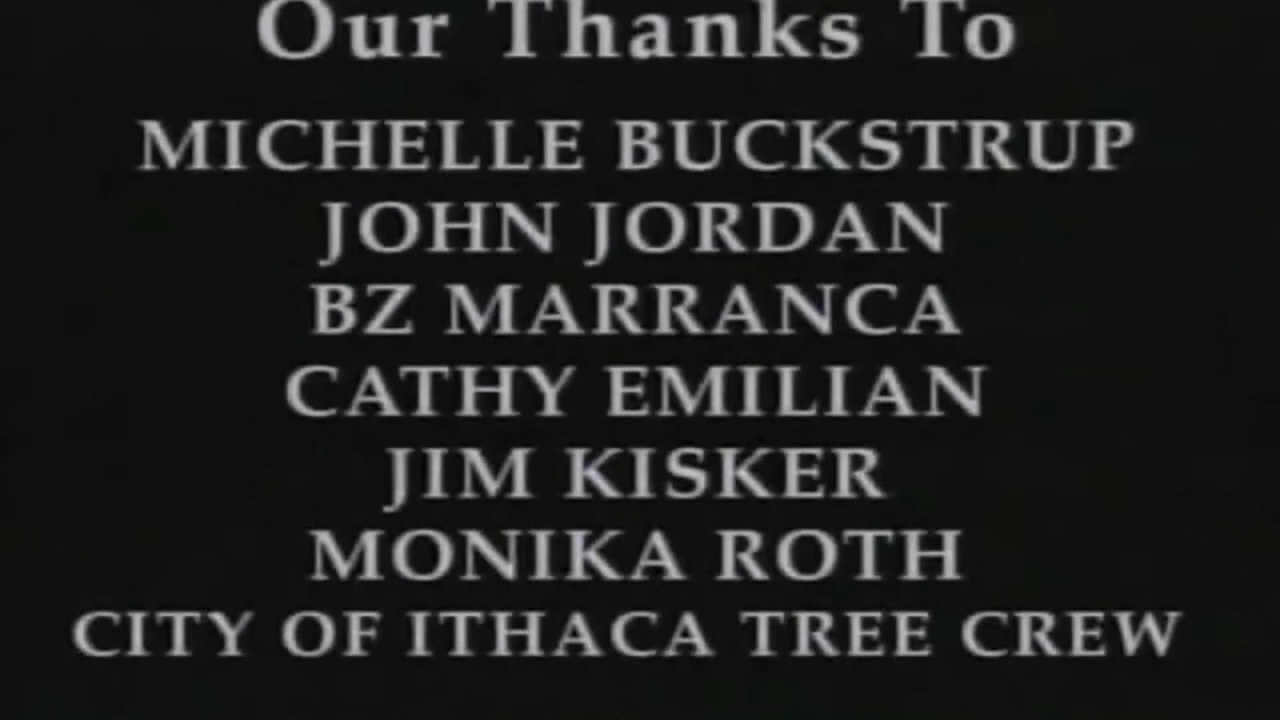 Our Thanks To
MICHELLE BUCKSTRUP
JOHN JORDAN
BZ MARRANCA
CATHY EMILIAN
JIM KISKER
MONIKA ROTH
CITY OF ITHACA TREE CREW